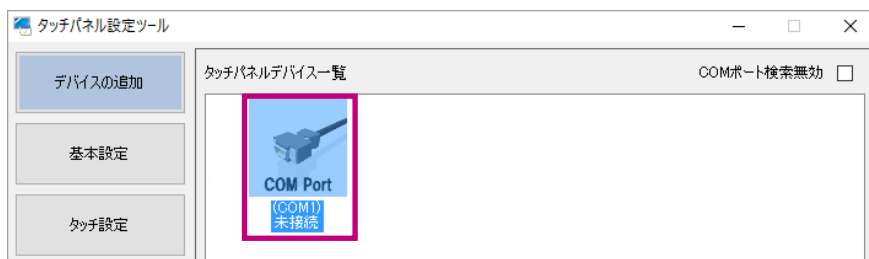 タッチパネル設定ツール
デバイスの追加
基本設定
タッチ設定
タッチパネルデバイス一覧
COMポート検索無効
COM Port
(COM1)
未接続